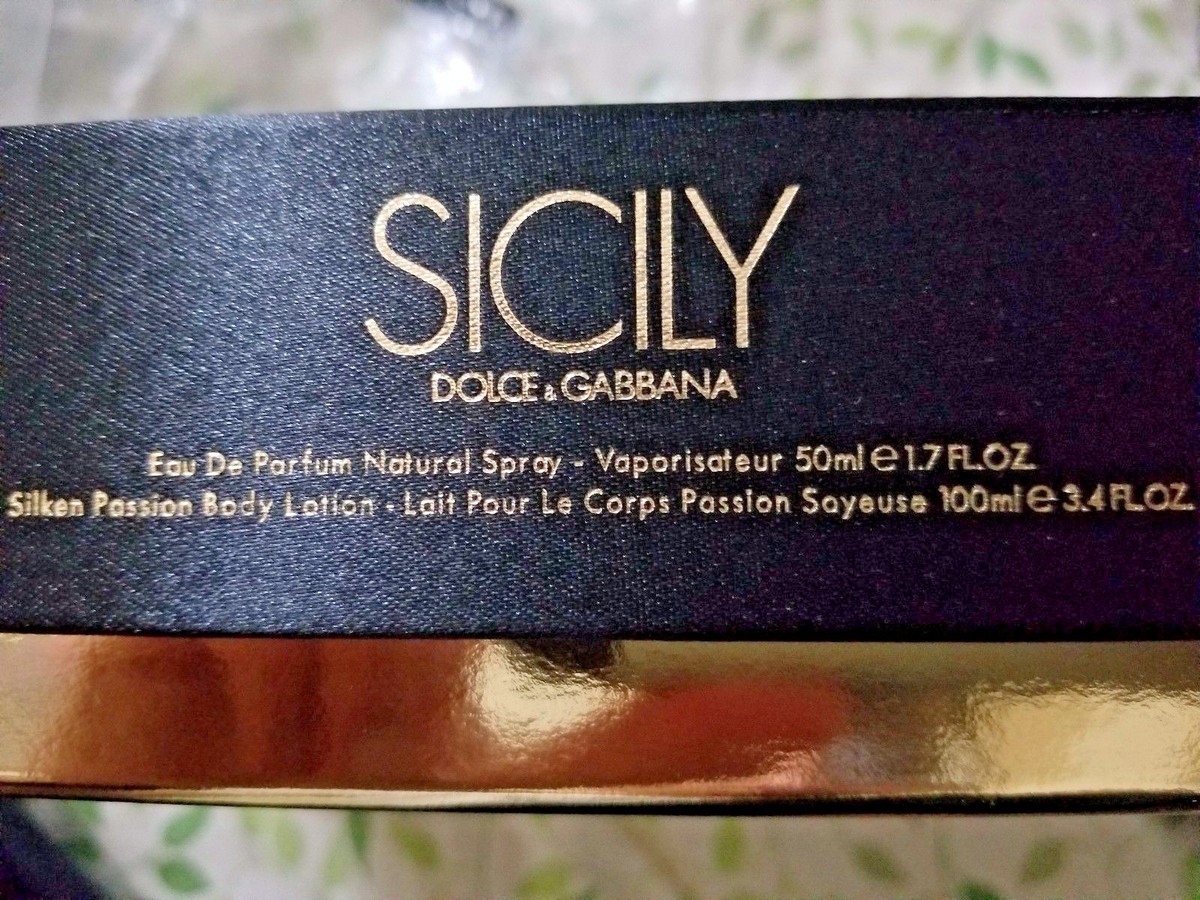 SICILY
DOLCE & GABBANA
Eau De Parfum Natural Spray - Vaporisateur 50ml ℮ 1.7 FL.OZ.
Silken Passion Body Lotion - Lait Pour Le Corps Passion Soyeuse 100ml ℮ 3.4 FL.OZ.